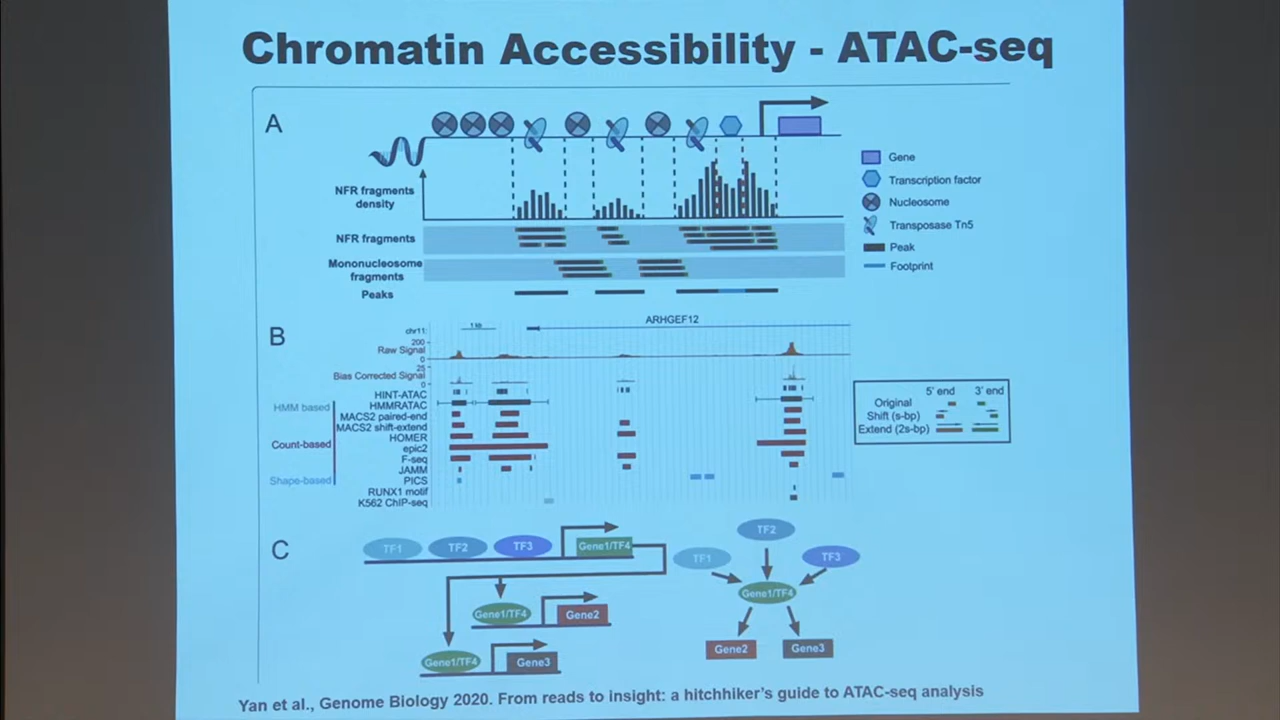 Chromatin Accessibility - ATAC-seq
A
Gene
Transcription factor
Nucleosome
Transposase Tn5
Peak
Footprint
NFR fragments
density
NFR fragments
Mononucleosome
fragments
Peaks
B
chr11:
1 kb
ARHGEF12
200
Raw Signal
0
25
Bias Corrected Signal
0
HINT-ATAC
HMM based
HMMRATAC
MACS2 paired-end
MACS2 shift-extend
HOMER
Count-based
epic2
F-seq
JAMM
Shape-based
PICS
RUNX1 motif
K562 ChIP-seq
5' end 3' end
Original
Shift (s-bp)
Extend (2s-bp)
C
TF1 TF2 TF3 Gene1/TF4
Gene1/TF4 Gene2
Gene1/TF4 Gene3
TF2
TF1 TF3
Gene1/TF4
Gene2 Gene3
Yan et al., Genome Biology 2020. From reads to insight: a hitchhiker's guide to ATAC-seq analysis